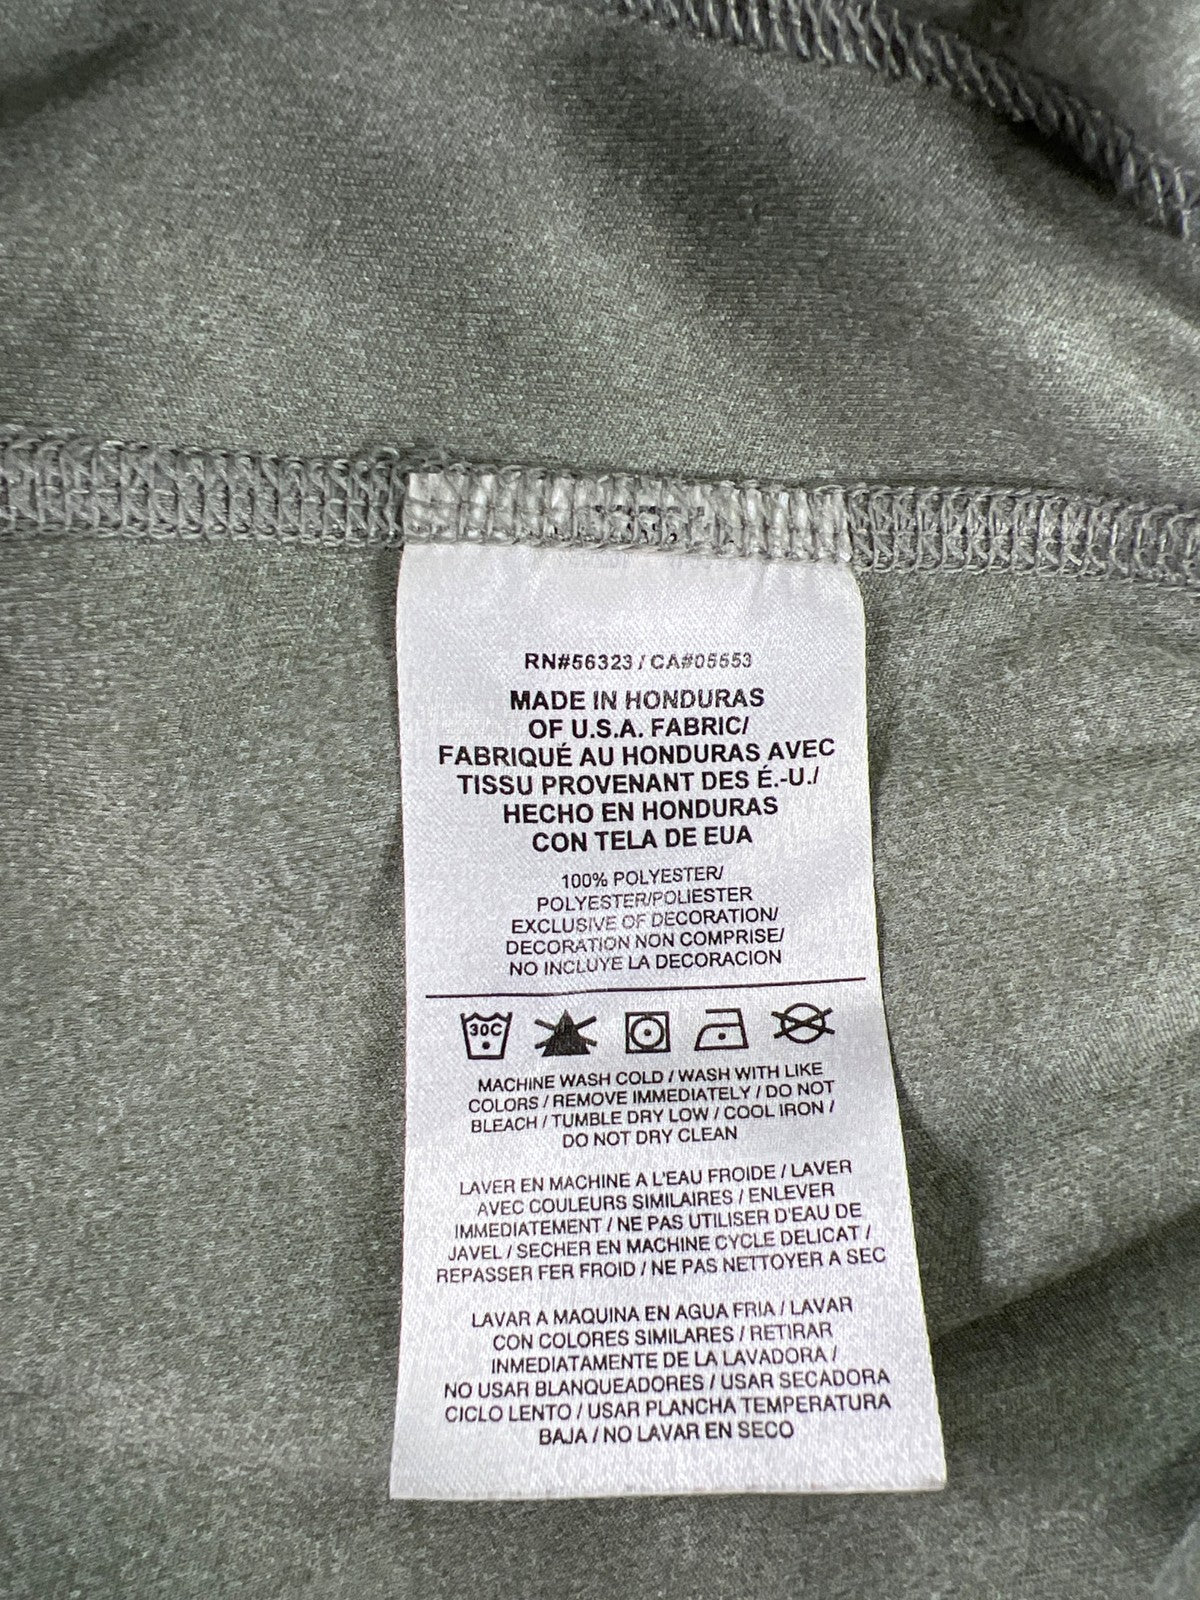 RN#56323 / CA#05553
MADE IN HONDURAS
OF U.S.A. FABRIC/
FABRIQUÉ AU HONDURAS AVEC
TISSU PROVENANT DES É.-U./
HECHO EN HONDURAS
CON TELA DE EUA
100% POLYESTER/
POLYESTER/POLIESTER
EXCLUSIVE OF DECORATION/
DECORATION NON COMPRISE/
NO INCLUYE LA DECORACION
30C
MACHINE WASH COLD / WASH WITH LIKE
COLORS / REMOVE IMMEDIATELY / DO NOT
BLEACH / TUMBLE DRY LOW / COOL IRON /
DO NOT DRY CLEAN
LAVER EN MACHINE A L'EAU FROIDE / LAVER
AVEC COULEURS SIMILAIRES / ENLEVER
IMMEDIATEMENT / NE PAS UTILISER D'EAU DE
JAVEL / SECHER EN MACHINE CYCLE DELICAT /
REPASSER FER FROID / NE PAS NETTOYER A SEC
LAVAR A MAQUINA EN AGUA FRIA / LAVAR
CON COLORES SIMILARES / RETIRAR
INMEDIATAMENTE DE LA LAVADORA /
NO USAR BLANQUEADORES / USAR SECADORA
CICLO LENTO / USAR PLANCHA TEMPERATURA
BAJA / NO LAVAR EN SECO